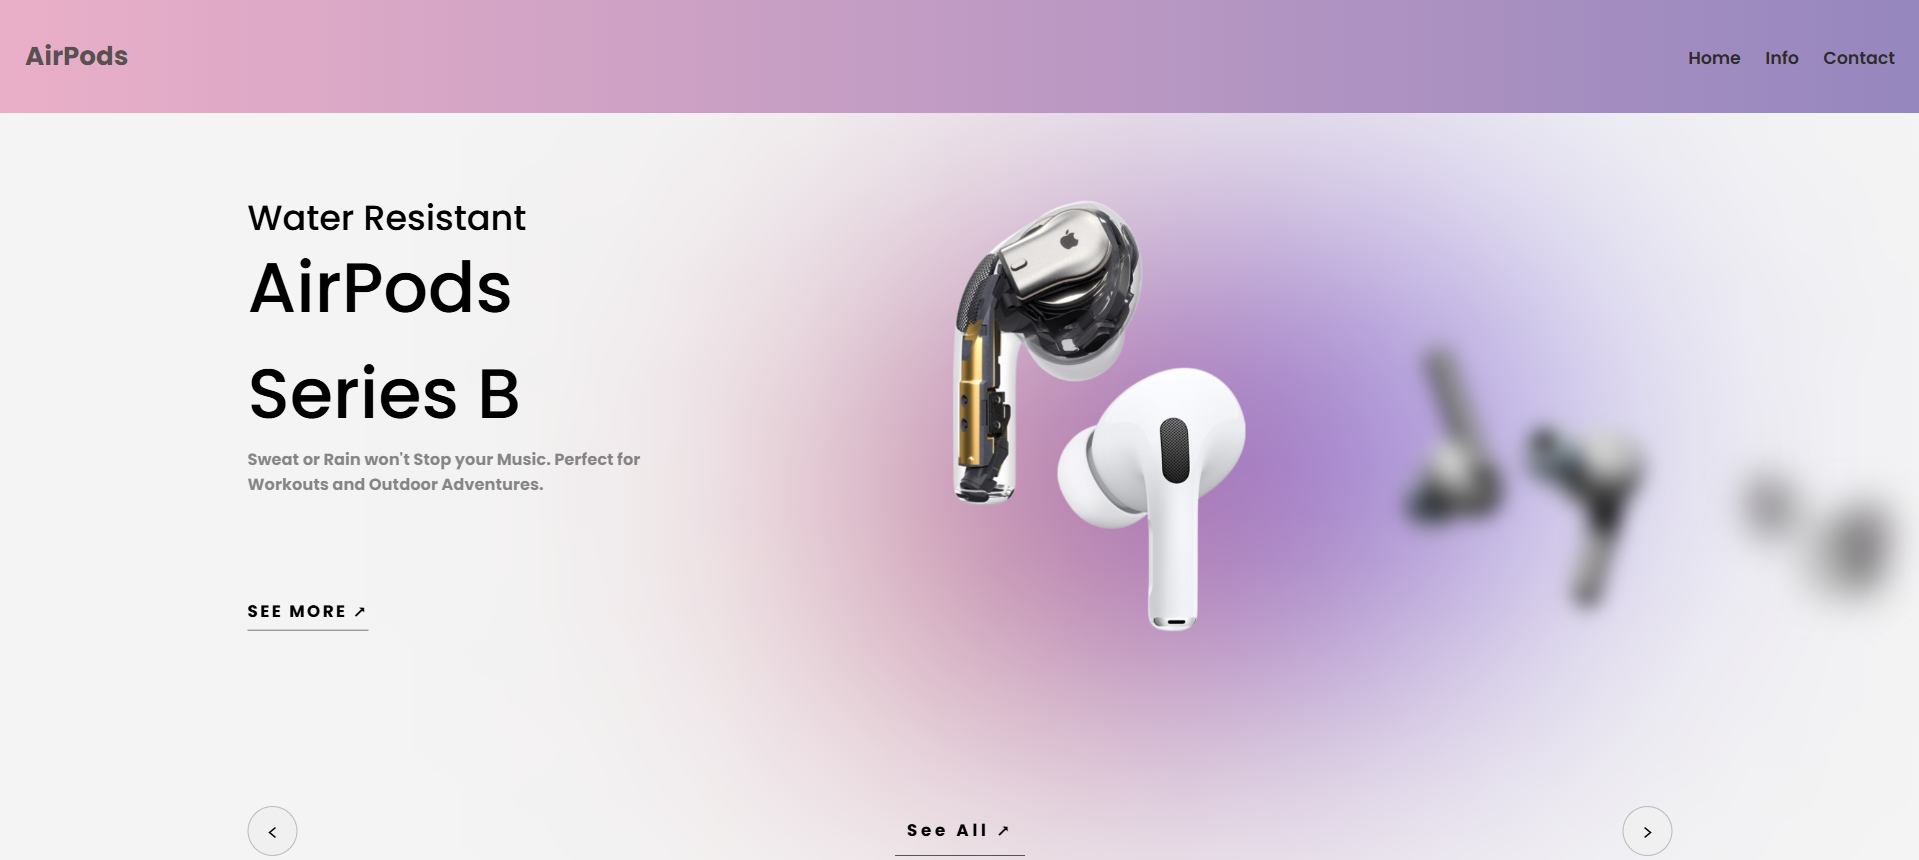 AirPods
Home Info Contact
Water Resistant
AirPods
Series B
Sweat or Rain won't Stop your Music. Perfect for
Workouts and Outdoor Adventures.
SEE MORE ↗
< See All ↗ >